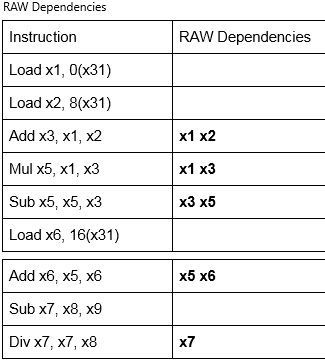 RAW Dependencies
Instruction RAW Dependencies
Load x1, 0(x31)
Load x2, 8(x31)
Add x3, x1, x2 x1 x2
Mul x5, x1, x3 x1 x3
Sub x5, x5, x3 x3 x5
Load x6, 16(x31)
Add x6, x5, x6 x5 x6
Sub x7, x8, x9
Div x7, x7, x8 x7